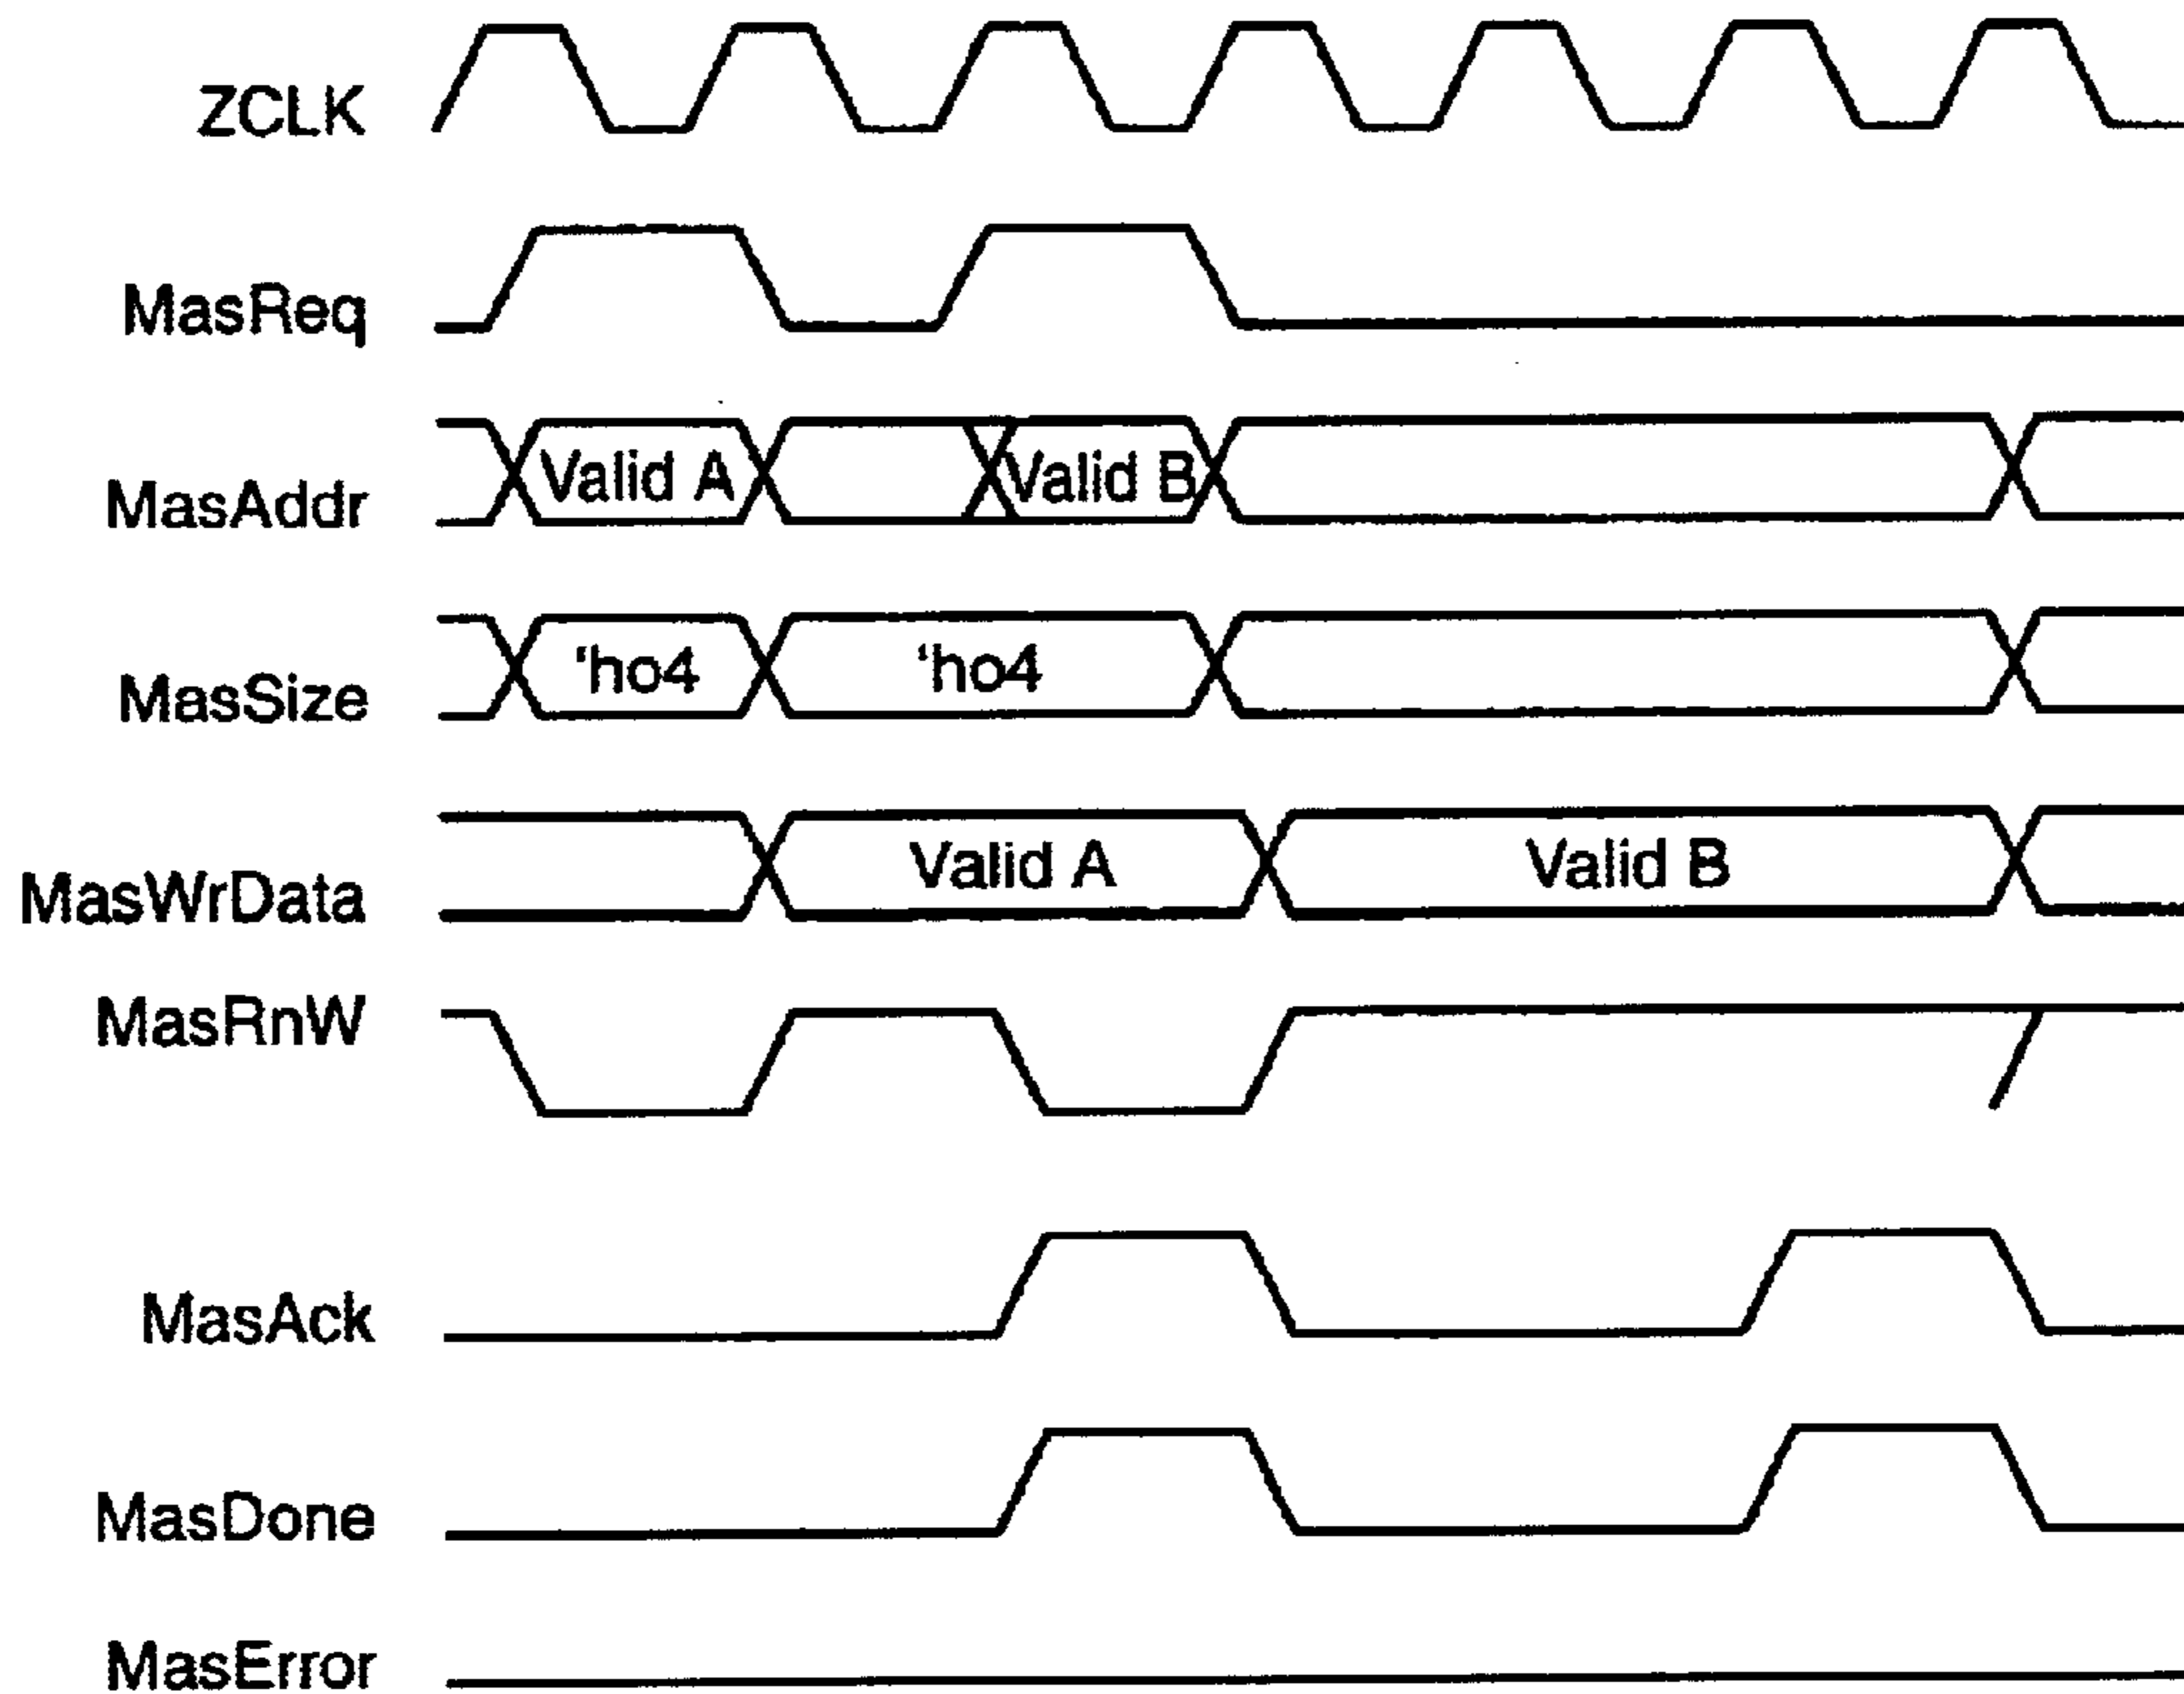 ZCLK
MasReq
MasAddr Valid A Valid B
MasSize 'ho4 'ho4
MasWrData Valid A Valid B
MasRnW
MasAck
MasDone
MasError